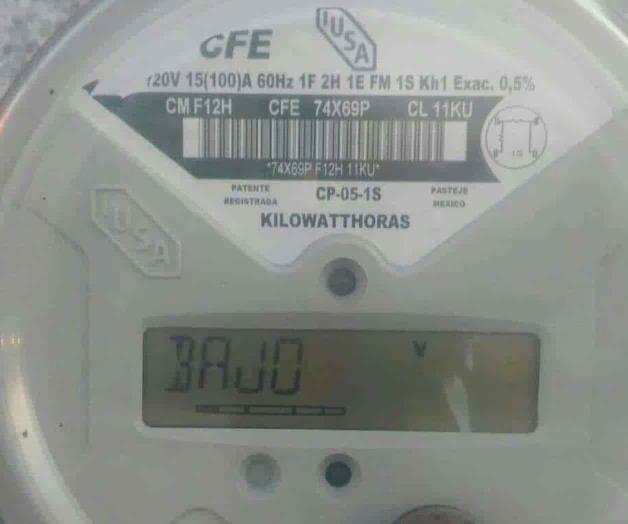 CFE
IUSA
120V 15(100)A 60Hz 1F 2H 1E FM 1S Kh1 Exac. 0,5%
CM F12H CFE 74X69P CL 11KU
*74X69P F12H 11KU*
1S
PATENTE REGISTRADA
CP-05-1S
PASTEJE MEXICO
KILOWATTHORAS
IUSA
BAJO V